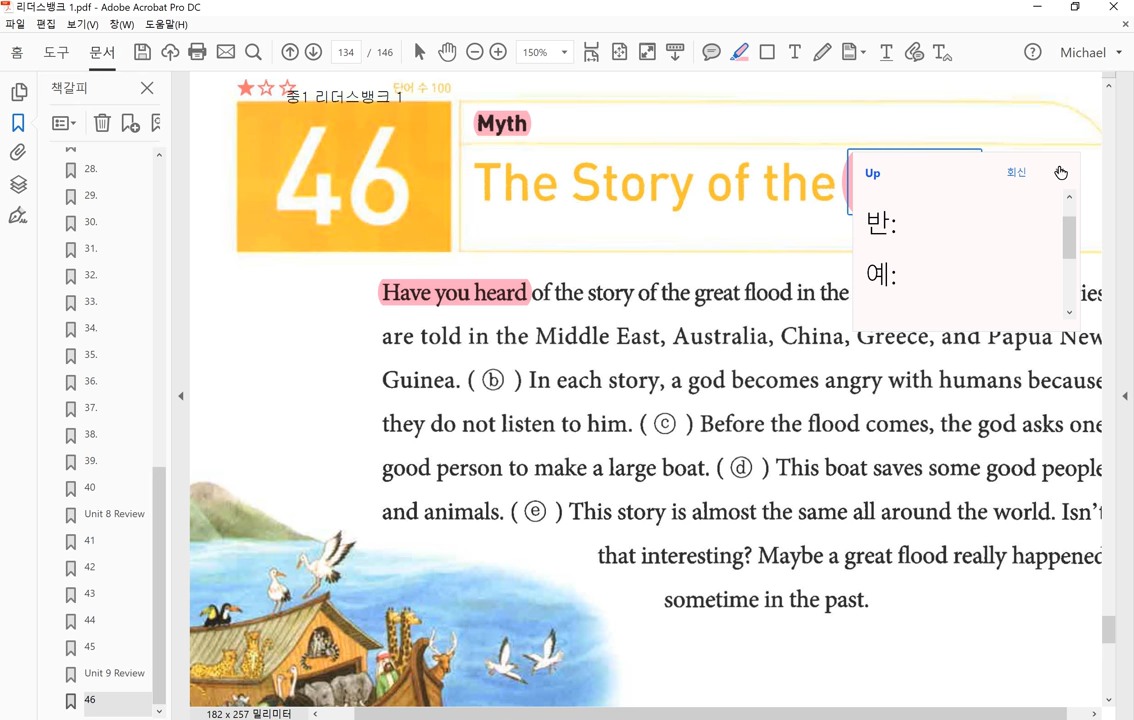 리더스뱅크 1.pdf - Adobe Acrobat Pro DC
파일 편집 보기(V) 창(W) 도움말(H)
홈 도구 문서 134 / 146 150% Michael
책갈피
28.
29.
30.
31.
32.
33.
34.
35.
36.
37.
38.
39.
40
Unit 8 Review
41
42
43
44
45
Unit 9 Review
46
단어 수 100
중1 리더스뱅크 1
46
Myth
The Story of the
Up 회신
반:
예:
Have you heard of the story of the great flood in the
are told in the Middle East, Australia, China, Greece, and Papua New
Guinea. ( ⓑ ) In each story, a god becomes angry with humans because
they do not listen to him. ( ⓒ ) Before the flood comes, the god asks one
good person to make a large boat. ( ⓓ ) This boat saves some good people
and animals. ( ⓔ ) This story is almost the same all around the world. Isn't
that interesting? Maybe a great flood really happened
sometime in the past.
182 x 257 밀리미터